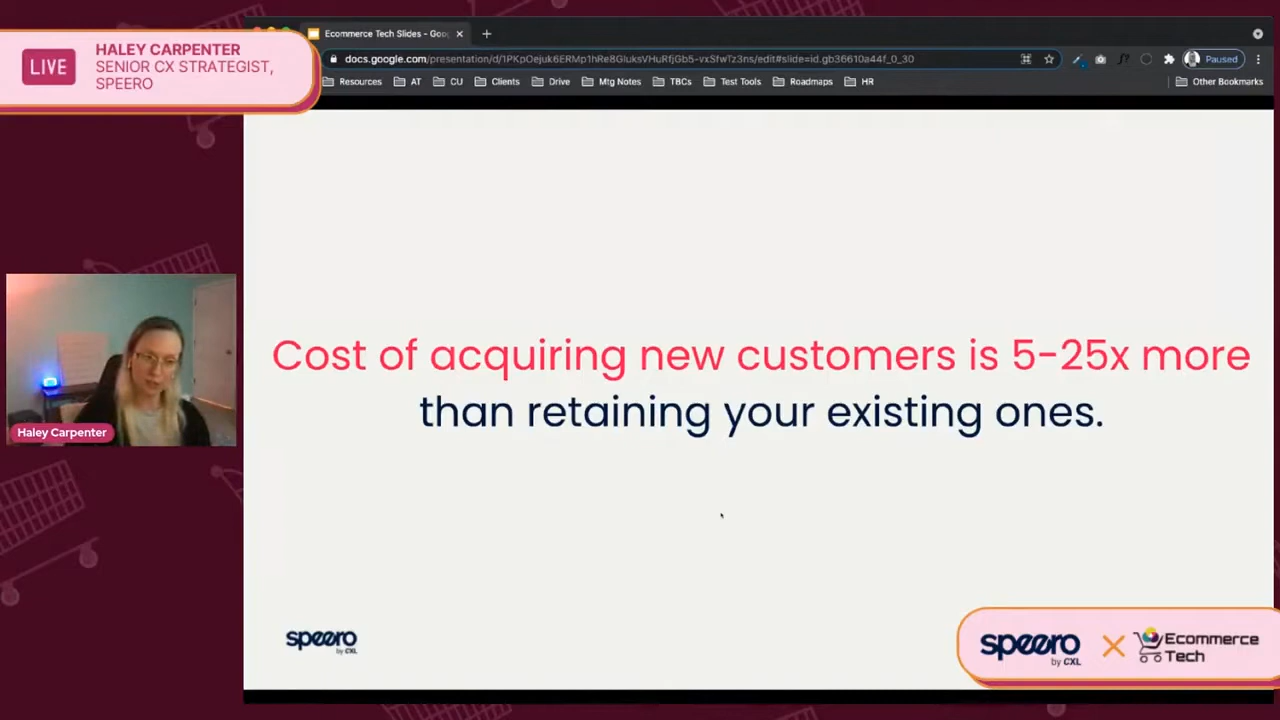 LIVE
HALEY CARPENTER
SENIOR CX STRATEGIST,
SPEERO
Ecommerce Tech Slides - Goo
Resources AT CU Clients Drive Mtg Notes TBCs Test Tools Roadmaps HR Other Bookmarks
Paused
Cost of acquiring new customers is 5-25x more
than retaining your existing ones.
Haley Carpenter
speero
by CXL
speero
by CXL
Ecommerce
Tech